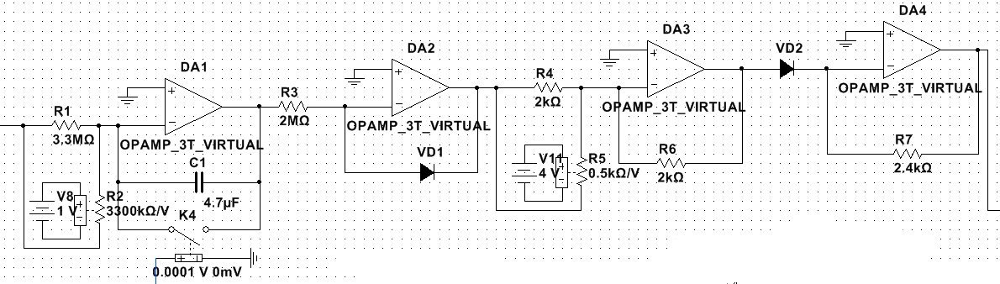 DA4
DA3
DA2
VD2
DA1
R4
2kΩ
OPAMP_3T_VIRTUAL
R3
2MΩ
OPAMP_3T_VIRTUAL
R1
3.3MΩ
OPAMP_3T_VIRTUAL
OPAMP_3T_VIRTUAL
R7
2.4kΩ
VD1
R6
2kΩ
V11
4 V
R5
0.5kΩ/V
C1
4.7µF
V8
1 V
R2
3300kΩ/V
K4
0.0001 V 0mV